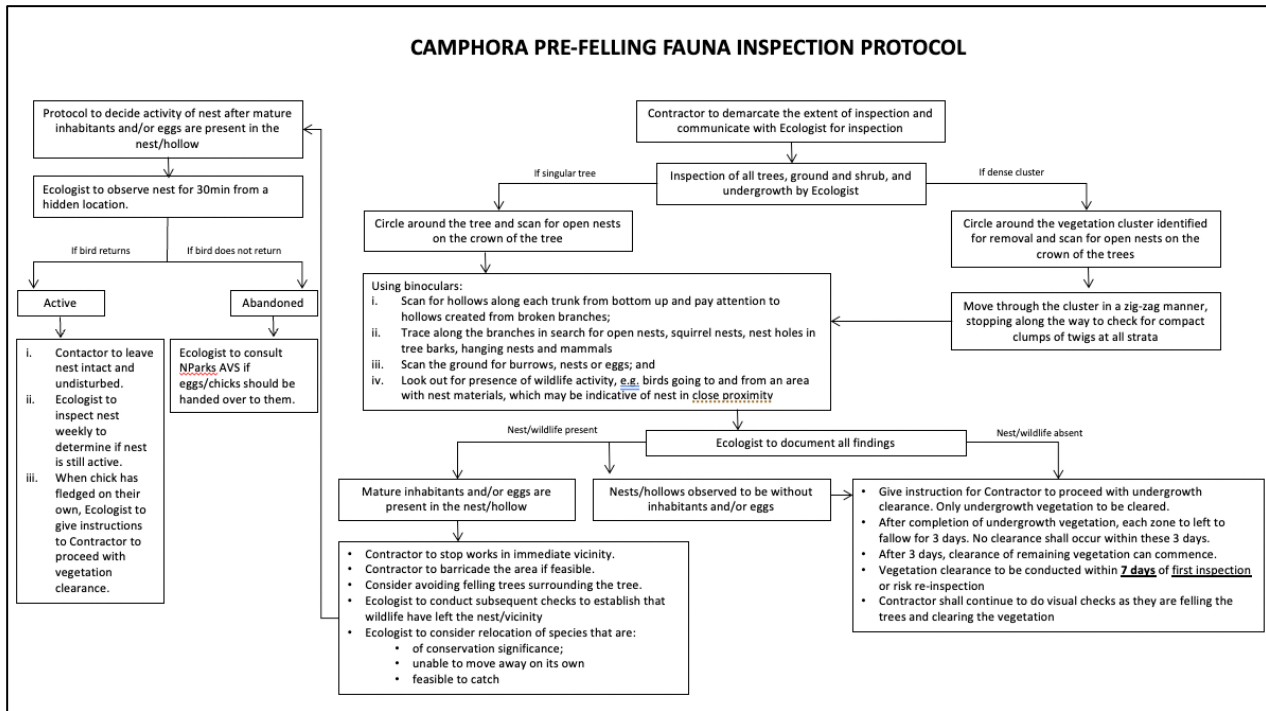 CAMPHORA PRE-FELLING FAUNA INSPECTION PROTOCOL
Protocol to decide activity of nest after mature
inhabitants and/or eggs are present in the
nest/hollow
Ecologist to observe nest for 30min from a
hidden location.
If bird returns
If bird does not return
Active
Abandoned
i. Contactor to leave
nest intact and
undisturbed.
ii. Ecologist to
inspect nest
weekly to
determine if nest
is still active.
iii. When chick has
fledged on their
own, Ecologist to
give instructions
to Contractor to
proceed with
vegetation
clearance.
Ecologist to consult
NParks AVS if
eggs/chicks should be
handed over to them.
Contractor to demarcate the extent of inspection and
communicate with Ecologist for inspection
Inspection of all trees, ground and shrub, and
undergrowth by Ecologist
If singular tree
If dense cluster
Circle around the tree and scan for open nests
on the crown of the tree
Circle around the vegetation cluster identified
for removal and scan for open nests on the
crown of the trees
Move through the cluster in a zig-zag manner,
stopping along the way to check for compact
clumps of twigs at all strata
Using binoculars:
i. Scan for hollows along each trunk from bottom up and pay attention to
hollows created from broken branches;
ii. Trace along the branches in search for open nests, squirrel nests, nest holes in
tree barks, hanging nests and mammals
iii. Scan the ground for burrows, nests or eggs; and
iv. Look out for presence of wildlife activity, e.g. birds going to and from an area
with nest materials, which may be indicative of nest in close proximity
Ecologist to document all findings
Nest/wildlife present
Nest/wildlife absent
Mature inhabitants and/or eggs are
present in the nest/hollow
Nests/hollows observed to be without
inhabitants and/or eggs
• Contractor to stop works in immediate vicinity.
• Contractor to barricade the area if feasible.
• Consider avoiding felling trees surrounding the tree.
• Ecologist to conduct subsequent checks to establish that
wildlife have left the nest/vicinity
• Ecologist to consider relocation of species that are:
• of conservation significance;
• unable to move away on its own
• feasible to catch
• Give instruction for Contractor to proceed with undergrowth
clearance. Only undergrowth vegetation to be cleared.
• After completion of undergrowth vegetation, each zone to left to
fallow for 3 days. No clearance shall occur within these 3 days.
• After 3 days, clearance of remaining vegetation can commence.
• Vegetation clearance to be conducted within 7 days of first inspection
or risk re-inspection
• Contractor shall continue to do visual checks as they are felling the
trees and clearing the vegetation